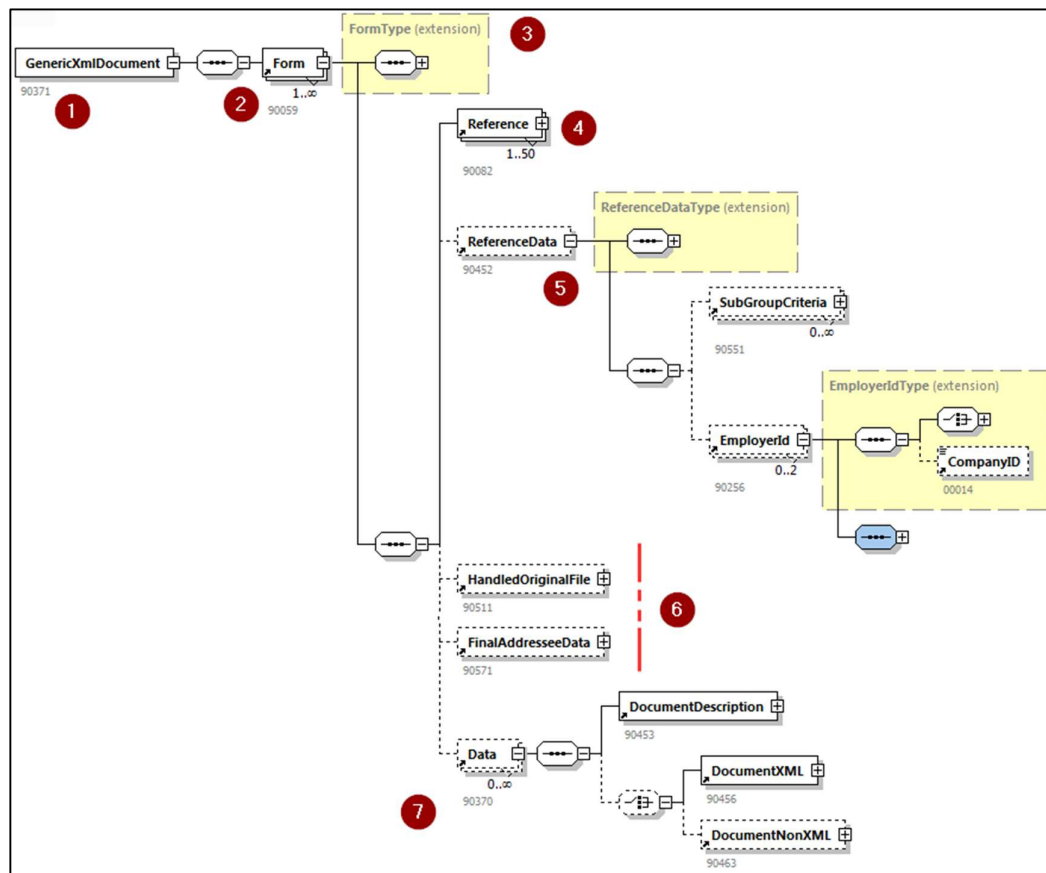 FormType (extension)
3
GenericXmlDocument
Form
90371
1..∞
1
2
90059
Reference
4
1..50
90082
ReferenceDataType (extension)
ReferenceData
90452
5
SubGroupCriteria
0..∞
90551
EmployerIdType (extension)
EmployerId
CompanyID
0..2
90256
00014
HandledOriginalFile
90511
6
FinalAddresseeData
90571
DocumentDescription
90453
Data
0..∞
90370
DocumentXML
90456
7
DocumentNonXML
90463